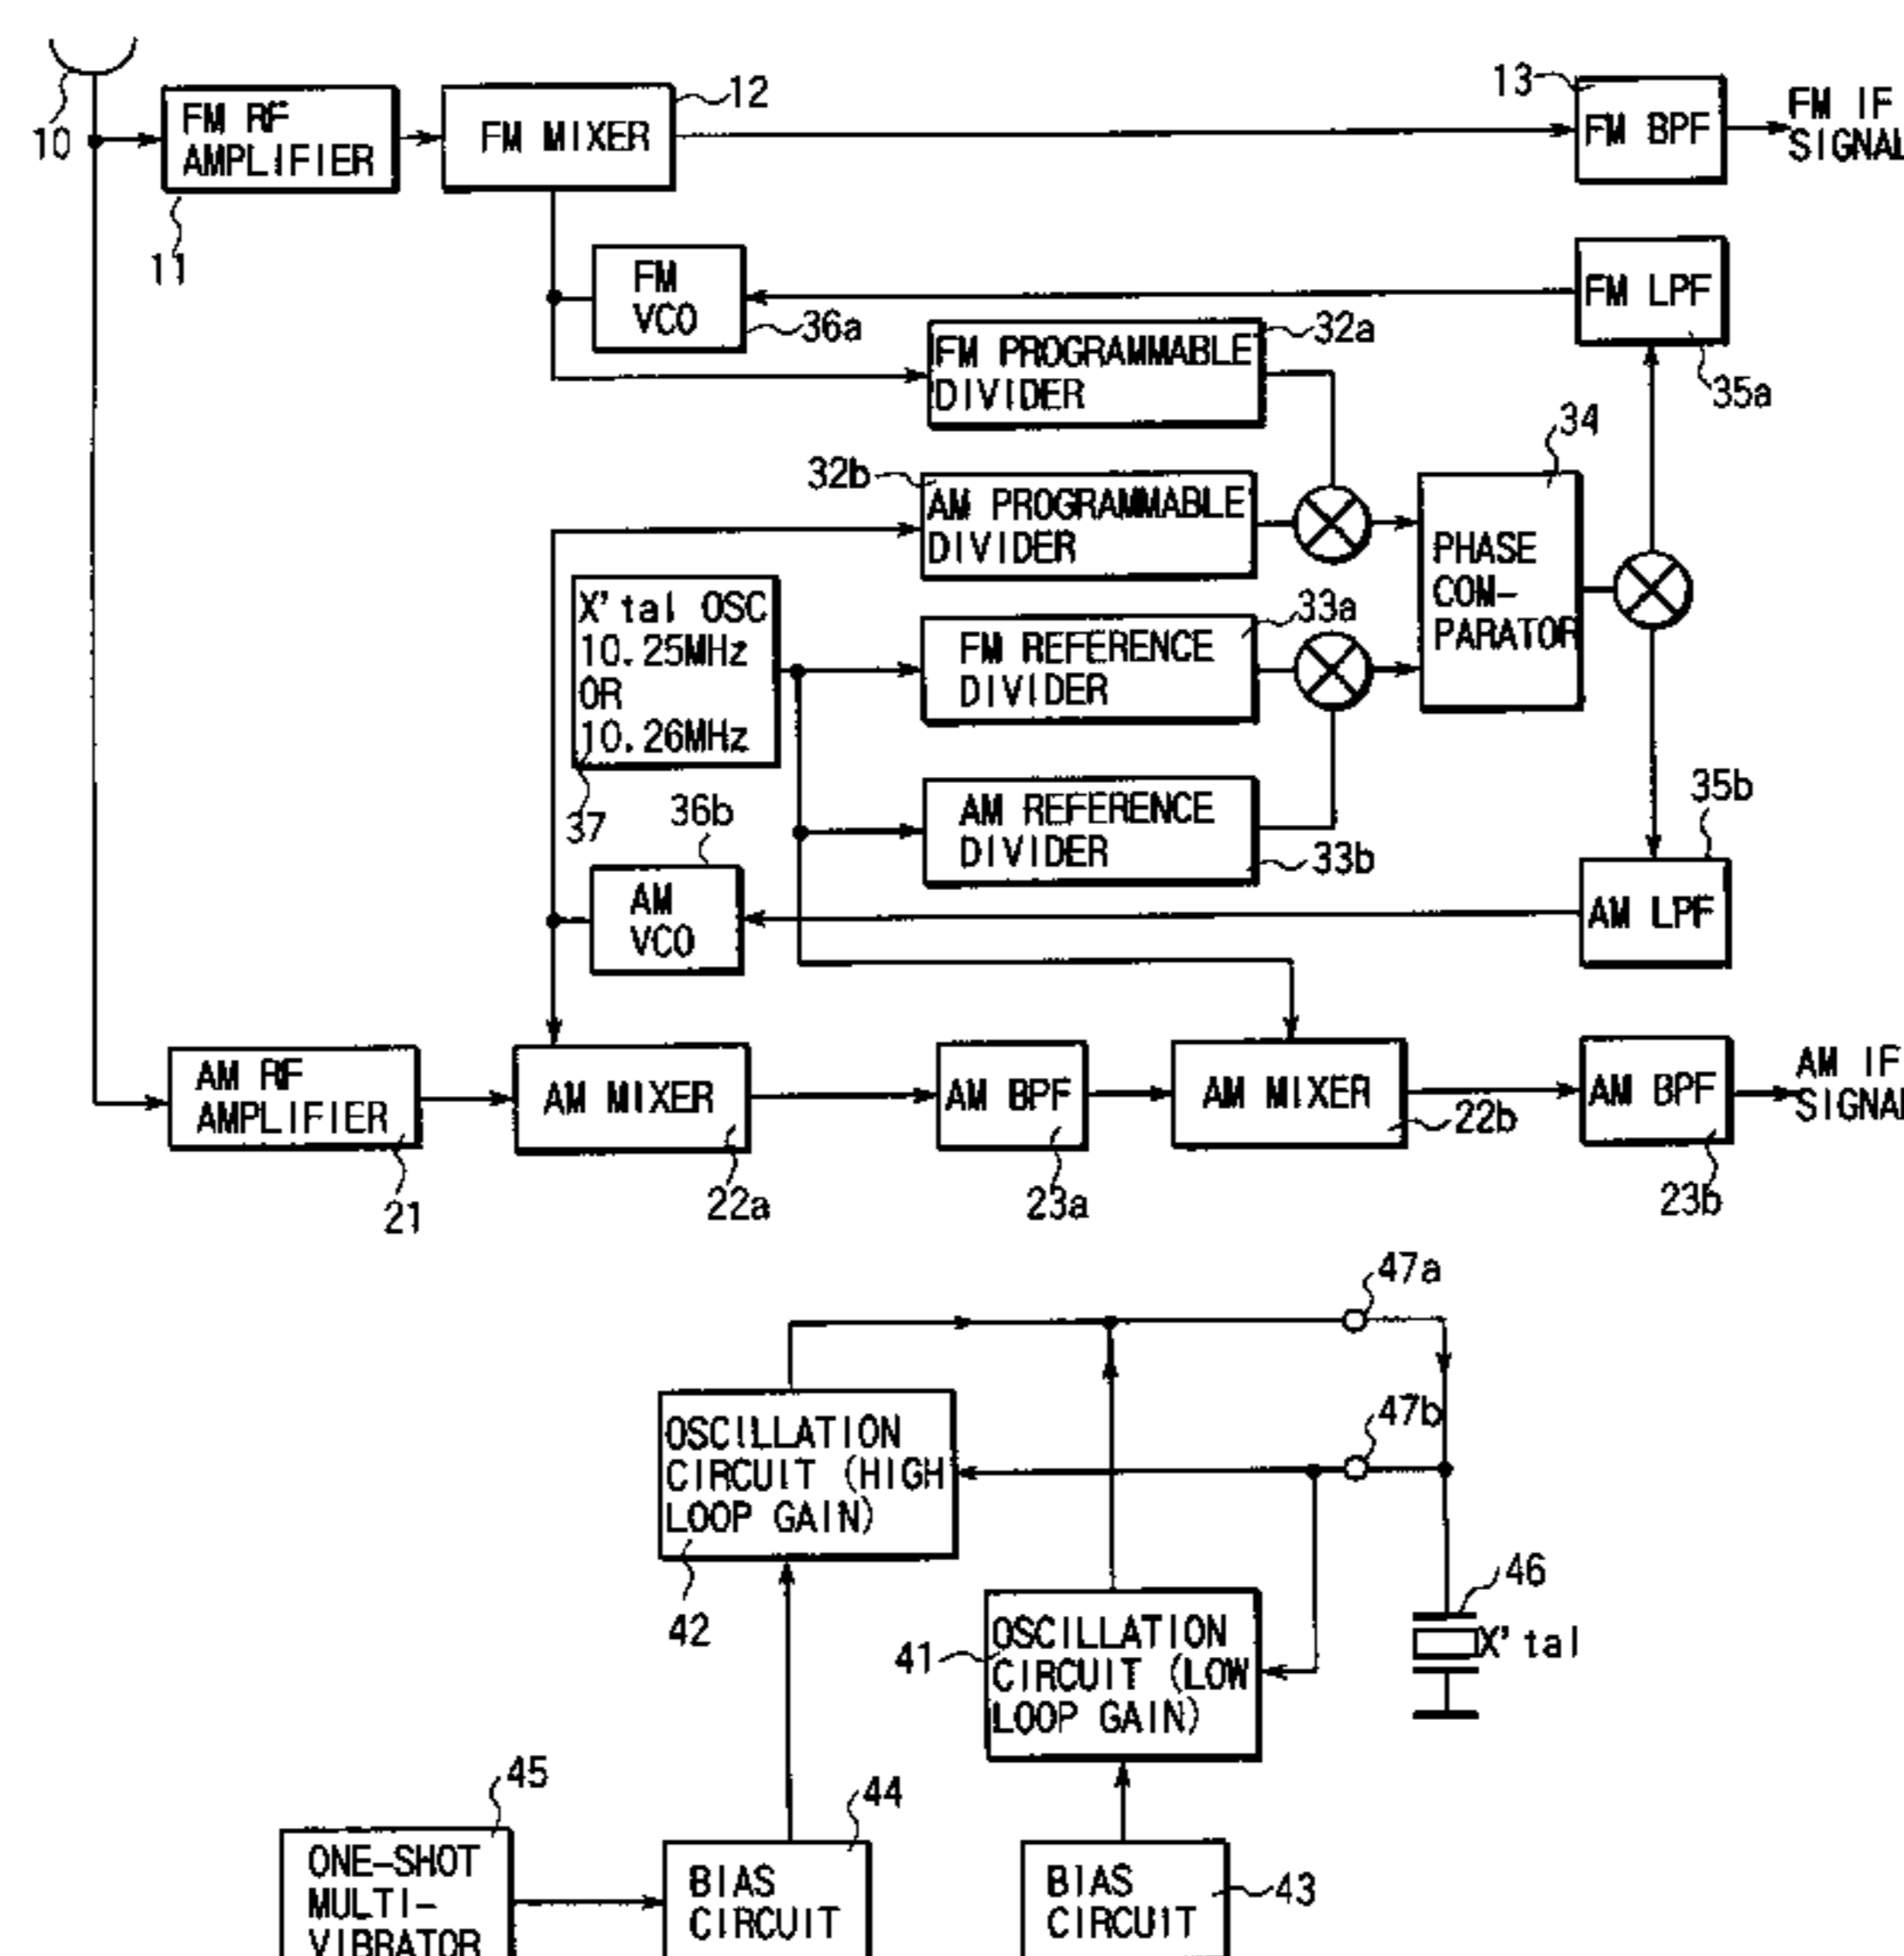 10
FM RF
AMPLIFIER
11
FM MIXER
12
13
FM BPF
FM IF
SIGNAL
FM
VCO
36a
FM LPF
35a
FM PROGRAMMABLE
DIVIDER
32a
32b
AM PROGRAMMABLE
DIVIDER
34
PHASE
COM-
PARATOR
X'tal OSC
10.25MHz
OR
10.26MHz
37
33a
FM REFERENCE
DIVIDER
AM REFERENCE
DIVIDER
33b
36b
AM
VCO
35b
AM LPF
AM RF
AMPLIFIER
21
AM MIXER
22a
AM BPF
23a
AM MIXER
22b
AM BPF
23b
AM IF
SIGNAL
47a
47b
OSCILLATION
CIRCUIT (HIGH
LOOP GAIN)
42
41
OSCILLATION
CIRCUIT (LOW
LOOP GAIN)
46
X'tal
45
ONE-SHOT
MULTI-
VIBRATOR
44
BIAS
CIRCUIT
BIAS
CIRCUIT
43